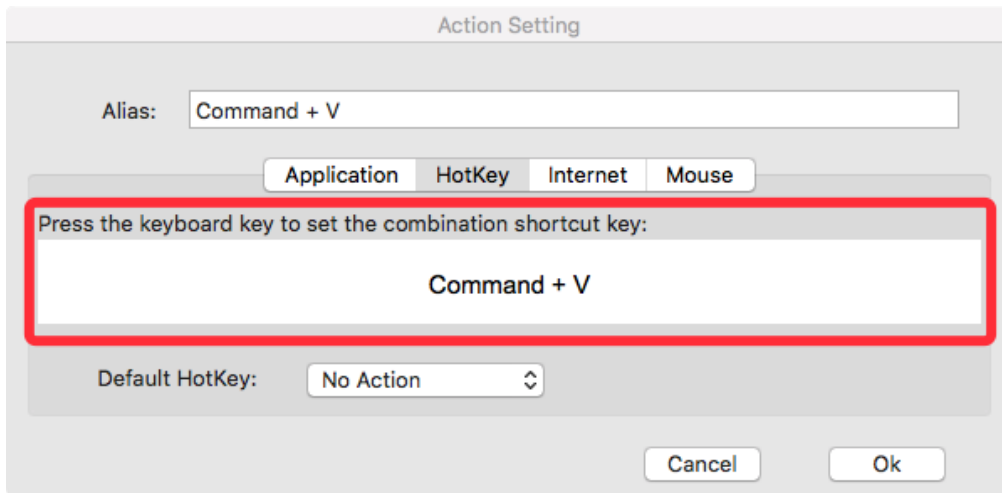 Action Setting
Alias: Command + V
Application HotKey Internet Mouse
Press the keyboard key to set the combination shortcut key:
Command + V
Default HotKey: No Action
Cancel Ok